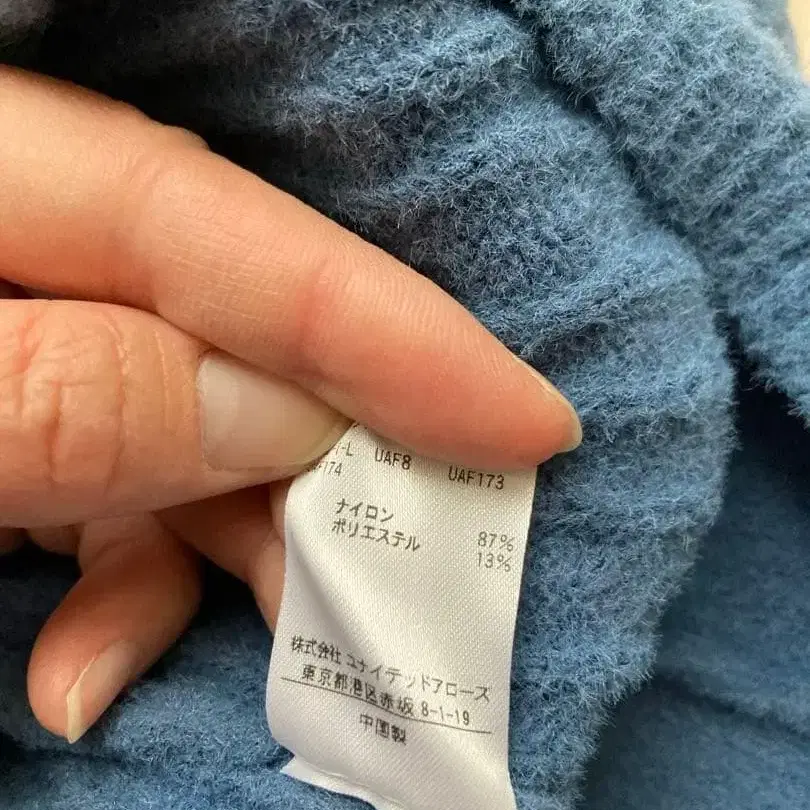 -L UAF8 UAF173
F174
ナイロン 87%
ポリエステル 13%
株式会社 ユナイテッドアローズ
東京都港区赤坂 8-1-19
中国製